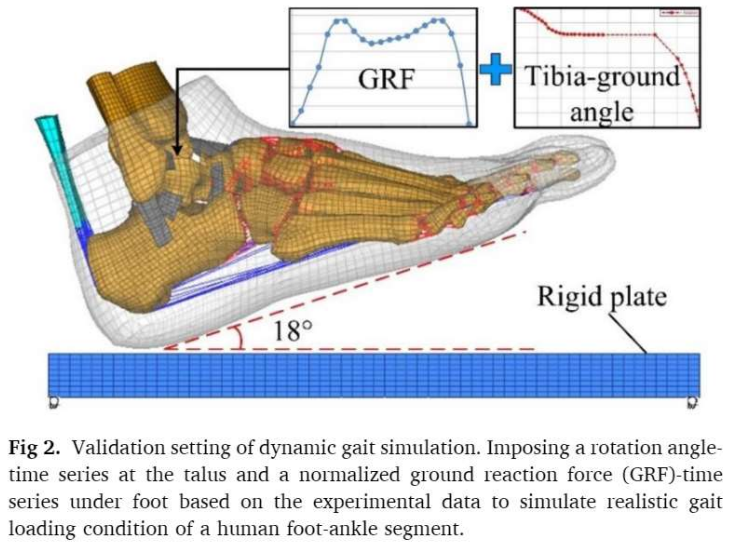 GRF
Tibia-ground
angle
Rigid plate
18°
Fig 2. Validation setting of dynamic gait simulation. Imposing a rotation angle-
time series at the talus and a normalized ground reaction force (GRF)-time
series under foot based on the experimental data to simulate realistic gait
loading condition of a human foot-ankle segment.